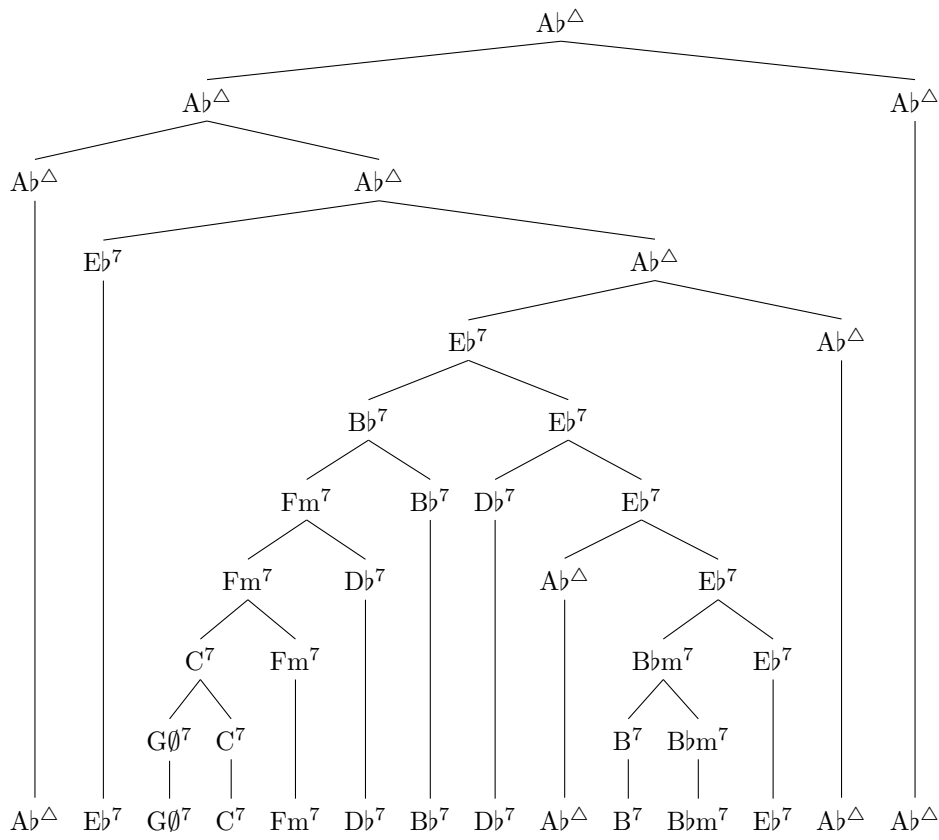 A♭△
A♭△ A♭△
A♭△ A♭△
E♭⁷ A♭△
E♭⁷ A♭△
B♭⁷ E♭⁷
Fm⁷ B♭⁷ D♭⁷ E♭⁷
Fm⁷ D♭⁷ A♭△ E♭⁷
C⁷ Fm⁷ B♭m⁷ E♭⁷
G∅⁷ C⁷ B⁷ B♭m⁷
A♭△ E♭⁷ G∅⁷ C⁷ Fm⁷ D♭⁷ B♭⁷ D♭⁷ A♭△ B⁷ B♭m⁷ E♭⁷ A♭△ A♭△